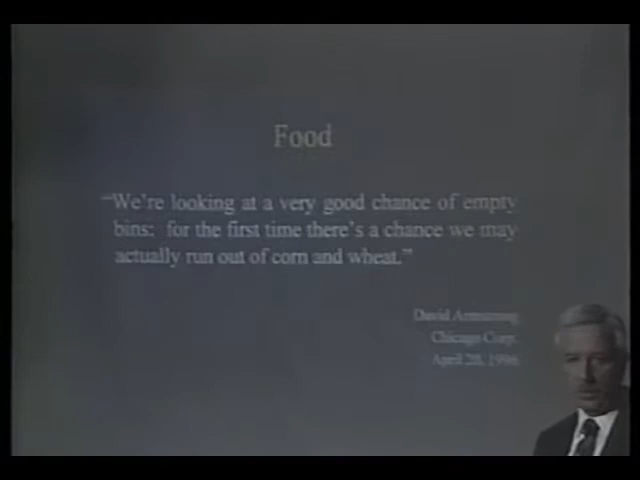 Food
"We're looking at a very good chance of empty
bins: for the first time there's a chance we may
actually run out of corn and wheat."
David Armstrong
Chicago Corp.
April 20, 1996